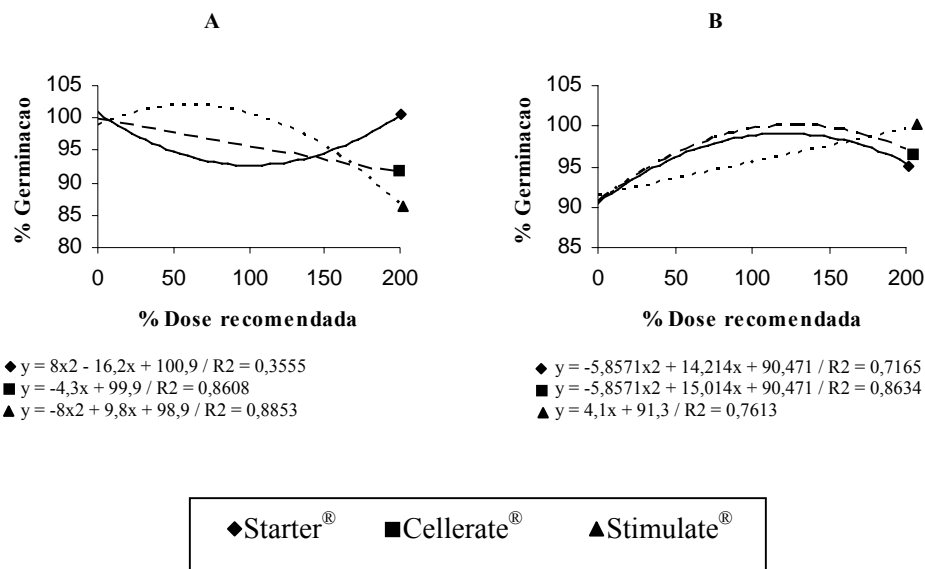 A
105
100
95
90
85
80
% Germinacao
0 50 100 150 200
% Dose recomendada
◆ y = 8x2 - 16,2x + 100,9 / R2 = 0,3555
■ y = -4,3x + 99,9 / R2 = 0,8608
▲ y = -8x2 + 9,8x + 98,9 / R2 = 0,8853
B
105
100
95
90
85
% Germinacao
0 50 100 150 200
% Dose recomendada
◆ y = -5,8571x2 + 14,214x + 90,471 / R2 = 0,7165
■ y = -5,8571x2 + 15,014x + 90,471 / R2 = 0,8634
▲ y = 4,1x + 91,3 / R2 = 0,7613
◆Starter® ■Cellerate® ▲Stimulate®